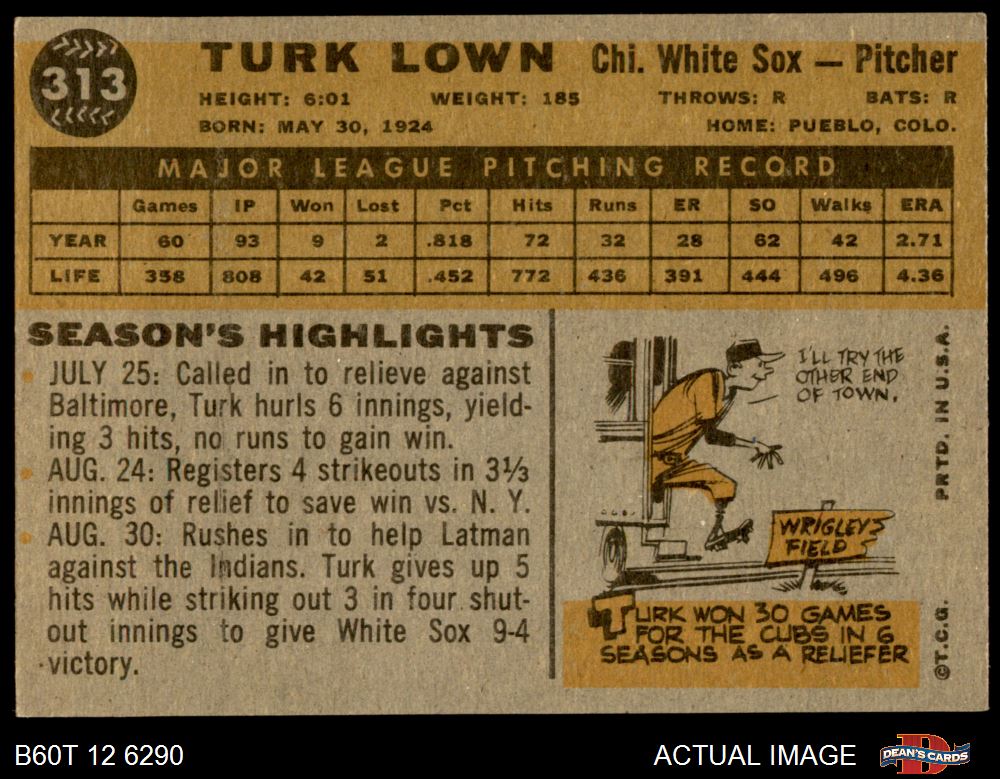 313
TURK LOWN Chi. White Sox — Pitcher
HEIGHT: 6:01 WEIGHT: 185 THROWS: R BATS: R
BORN: MAY 30, 1924 HOME: PUEBLO, COLO.
MAJOR LEAGUE PITCHING RECORD
Games IP Won Lost Pct Hits Runs ER SO Walks ERA
YEAR 60 93 9 2 .818 72 32 28 62 42 2.71
LIFE 358 808 42 51 .452 772 436 391 444 496 4.36
SEASON'S HIGHLIGHTS
JULY 25: Called in to relieve against
Baltimore, Turk hurls 6 innings, yield-
ing 3 hits, no runs to gain win.
AUG. 24: Registers 4 strikeouts in 3⅓
innings of relief to save win vs. N. Y.
AUG. 30: Rushes in to help Latman
against the Indians. Turk gives up 5
hits while striking out 3 in four shut-
out innings to give White Sox 9-4
victory.
I'LL TRY THE
OTHER END
OF TOWN.
WRIGLEY
FIELD
TURK WON 30 GAMES
FOR THE CUBS IN 6
SEASONS AS A RELIEFER
©T.C.G. PRTD. IN U.S.A.
B60T 12 6290 ACTUAL IMAGE DEAN'S CARDS